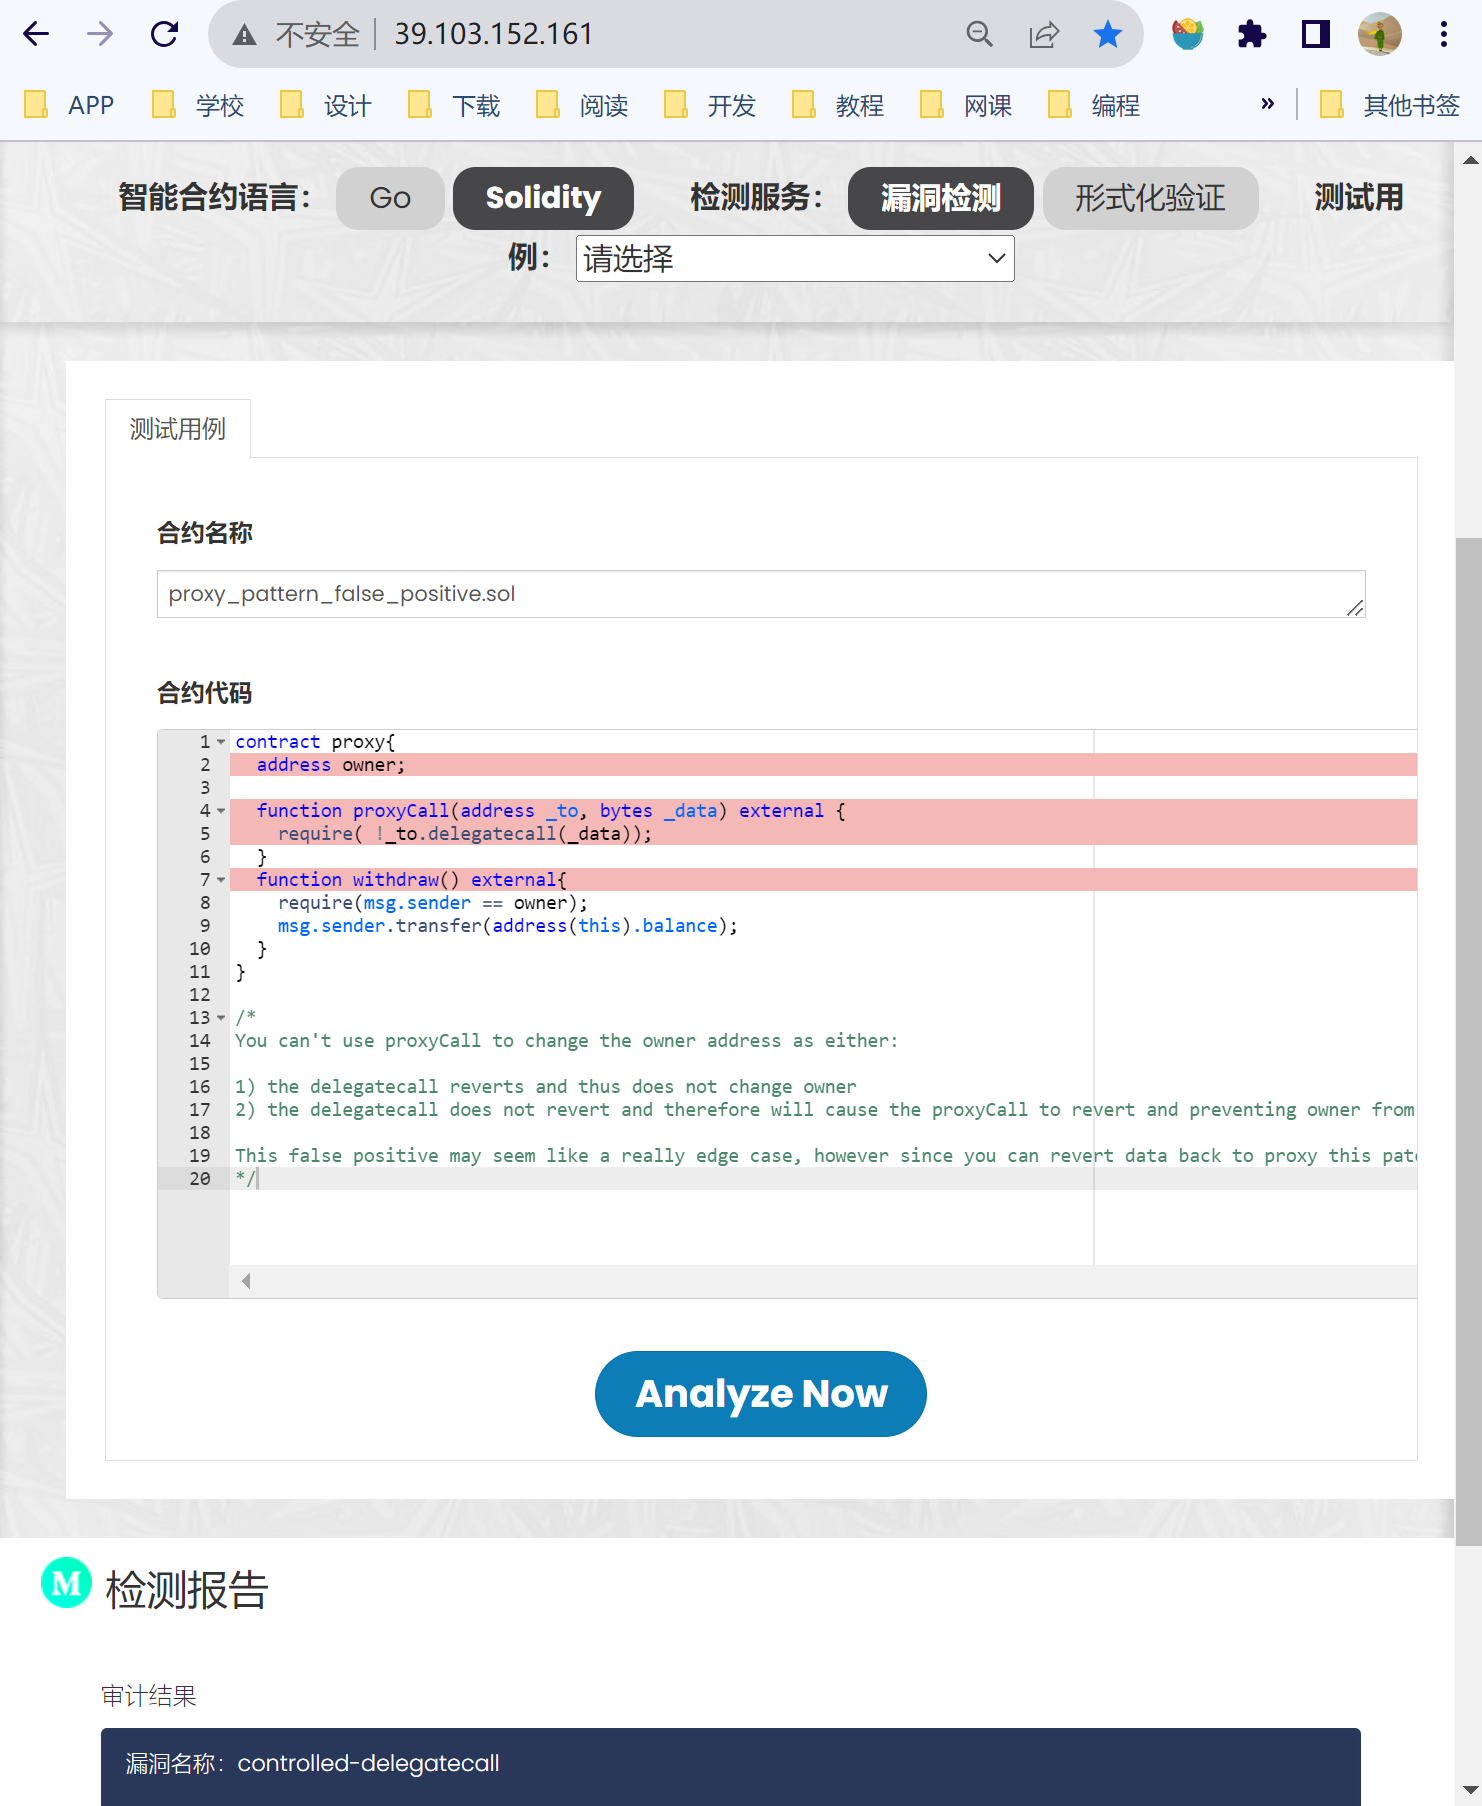 不安全 39.103.152.161
APP 学校 设计 下载 阅读 开发 教程 网课 编程 » 其他书签
智能合约语言： Go Solidity 检测服务： 漏洞检测 形式化验证 测试用
例： 请选择
测试用例
合约名称
proxy_pattern_false_positive.sol
合约代码
1 contract proxy{
2 address owner;
3
4 function proxyCall(address _to, bytes _data) external {
5 require( !_to.delegatecall(_data));
6 }
7 function withdraw() external{
8 require(msg.sender == owner);
9 msg.sender.transfer(address(this).balance);
10 }
11 }
12
13 /*
14 You can't use proxyCall to change the owner address as either:
15
16 1) the delegatecall reverts and thus does not change owner
17 2) the delegatecall does not revert and therefore will cause the proxyCall to revert and preventing owner from
18
19 This false positive may seem like a really edge case, however since you can revert data back to proxy this
20 */
Analyze Now
M 检测报告
审计结果
漏洞名称：controlled-delegatecall